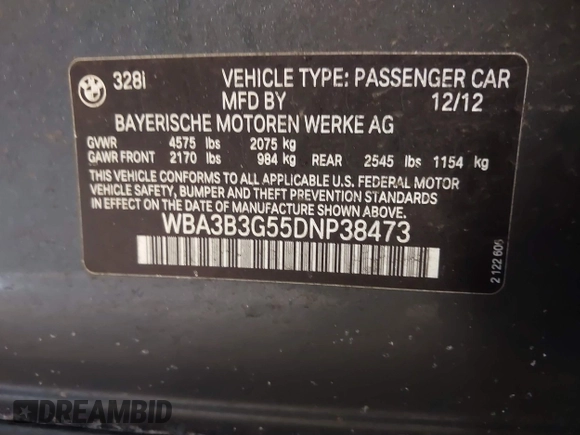 328i VEHICLE TYPE: PASSENGER CAR
MFD BY 12/12
BAYERISCHE MOTOREN WERKE AG
GVWR 4575 lbs 2075 kg
GAWR FRONT 2170 lbs 984 kg REAR 2545 lbs 1154 kg
THIS VEHICLE CONFORMS TO ALL APPLICABLE U.S. FEDERAL MOTOR
VEHICLE SAFETY, BUMPER AND THEFT PREVENTION STANDARDS
IN EFFECT ON THE DATE OF MANUFACTURE SHOWN ABOVE.
WBA3B3G55DNP38473
2 122 606
DREAMBID